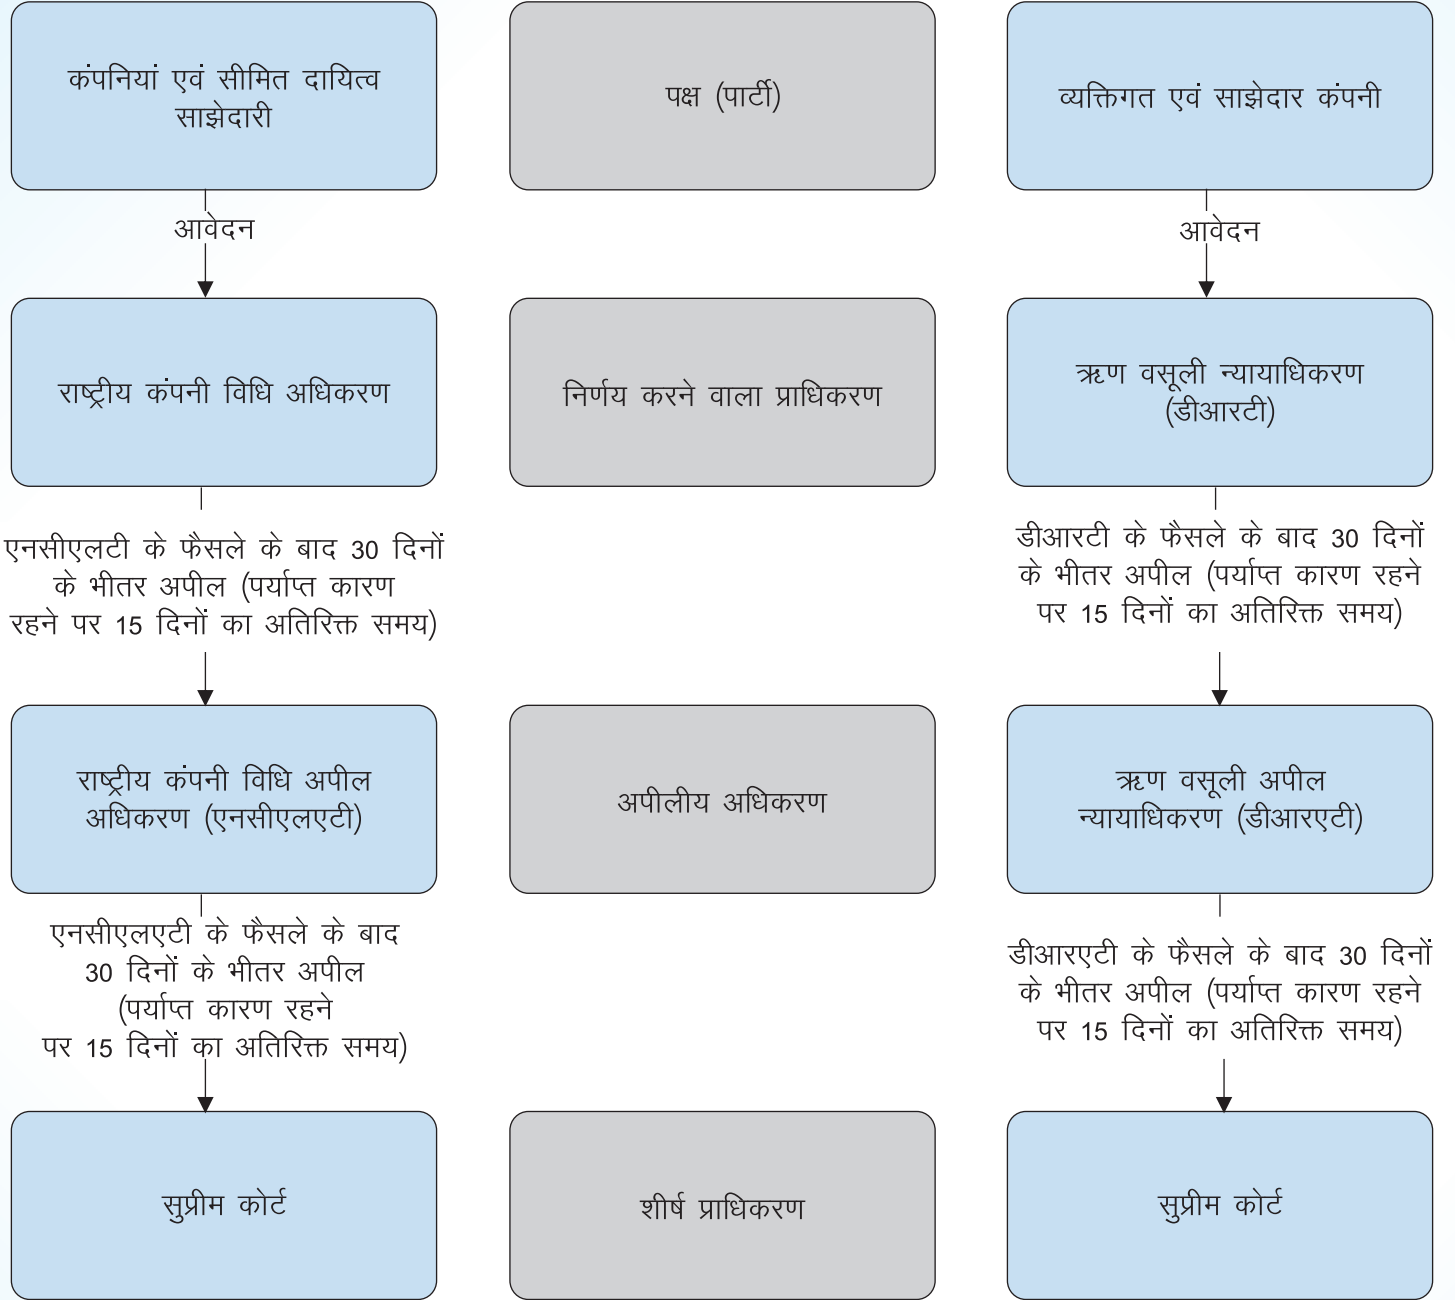 कंपनियां एवं सीमित दायित्व
साझेदारी
पक्ष (पार्टी)
व्यक्तिगत एवं साझेदार कंपनी
आवेदन
आवेदन
राष्ट्रीय कंपनी विधि अधिकरण
निर्णय करने वाला प्राधिकरण
ऋण वसूली न्यायाधिकरण
(डीआरटी)
एनसीएलटी के फैसले के बाद 30 दिनों
के भीतर अपील (पर्याप्त कारण
रहने पर 15 दिनों का अतिरिक्त समय)
डीआरटी के फैसले के बाद 30 दिनों
के भीतर अपील (पर्याप्त कारण रहने
पर 15 दिनों का अतिरिक्त समय)
राष्ट्रीय कंपनी विधि अपील
अधिकरण (एनसीएलएटी)
अपीलीय अधिकरण
ऋण वसूली अपील
न्यायाधिकरण (डीआरएटी)
एनसीएलएटी के फैसले के बाद
30 दिनों के भीतर अपील
(पर्याप्त कारण रहने
पर 15 दिनों का अतिरिक्त समय)
डीआरएटी के फैसले के बाद 30 दिनों
के भीतर अपील (पर्याप्त कारण रहने
पर 15 दिनों का अतिरिक्त समय)
सुप्रीम कोर्ट
शीर्ष प्राधिकरण
सुप्रीम कोर्ट